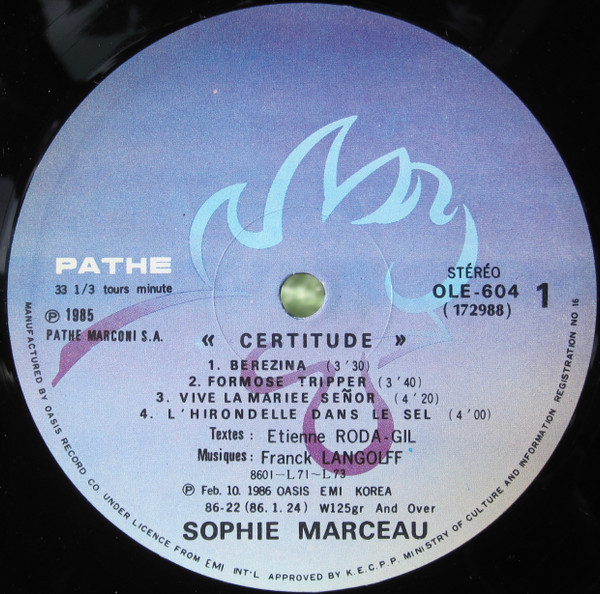 PATHE
33 1/3 tours minute
℗ 1985
PATHE MARCONI S.A.
STÉRÉO
OLE-604 1
(172988)
« CERTITUDE »
1. BEREZINA (3'30)
2. FORMOSE TRIPPER (3'40)
3. VIVE LA MARIEE SEÑOR (4'20)
4. L'HIRONDELLE DANS LE SEL (4'00)
Textes: Etienne RODA-GIL
Musiques: Franck LANGOLFF
8601-L71~L73
℗ Feb. 10. 1986 OASIS EMI KOREA
86-22 (86.1.24) W125gr And Over
SOPHIE MARCEAU
MANUFACTURED BY OASIS RECORD CO UNDER LICENCE FROM EMI INT'L APPROVED BY K.E.C.P.P. MINISTRY OF CULTURE AND INFORMATION REGISTRATION NO 16